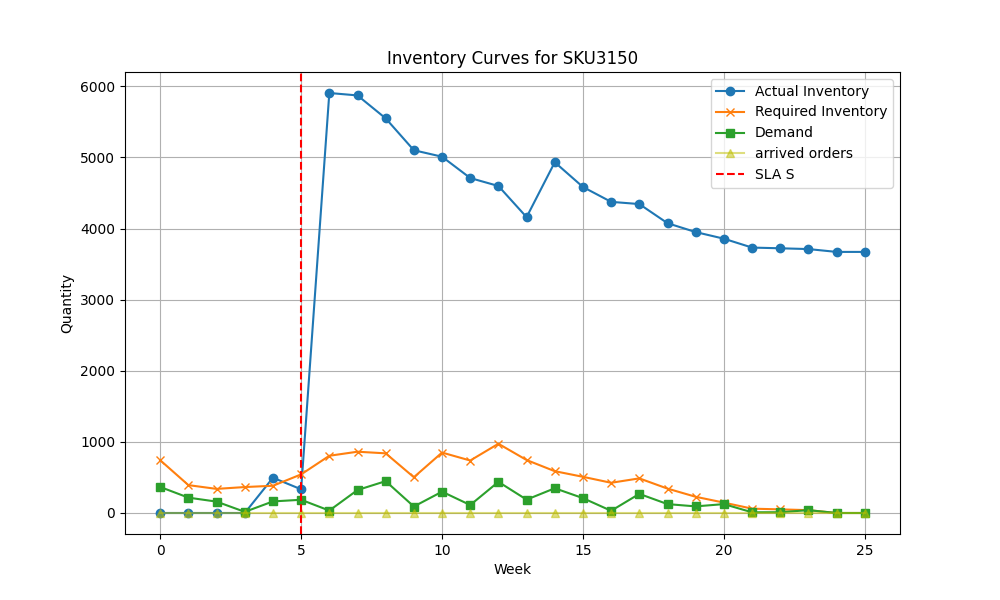 Inventory Curves for SKU3150
6000
5000
4000
3000
2000
1000
0
Quantity
Actual Inventory
Required Inventory
Demand
arrived orders
SLA S
0 5 10 15 20 25
Week